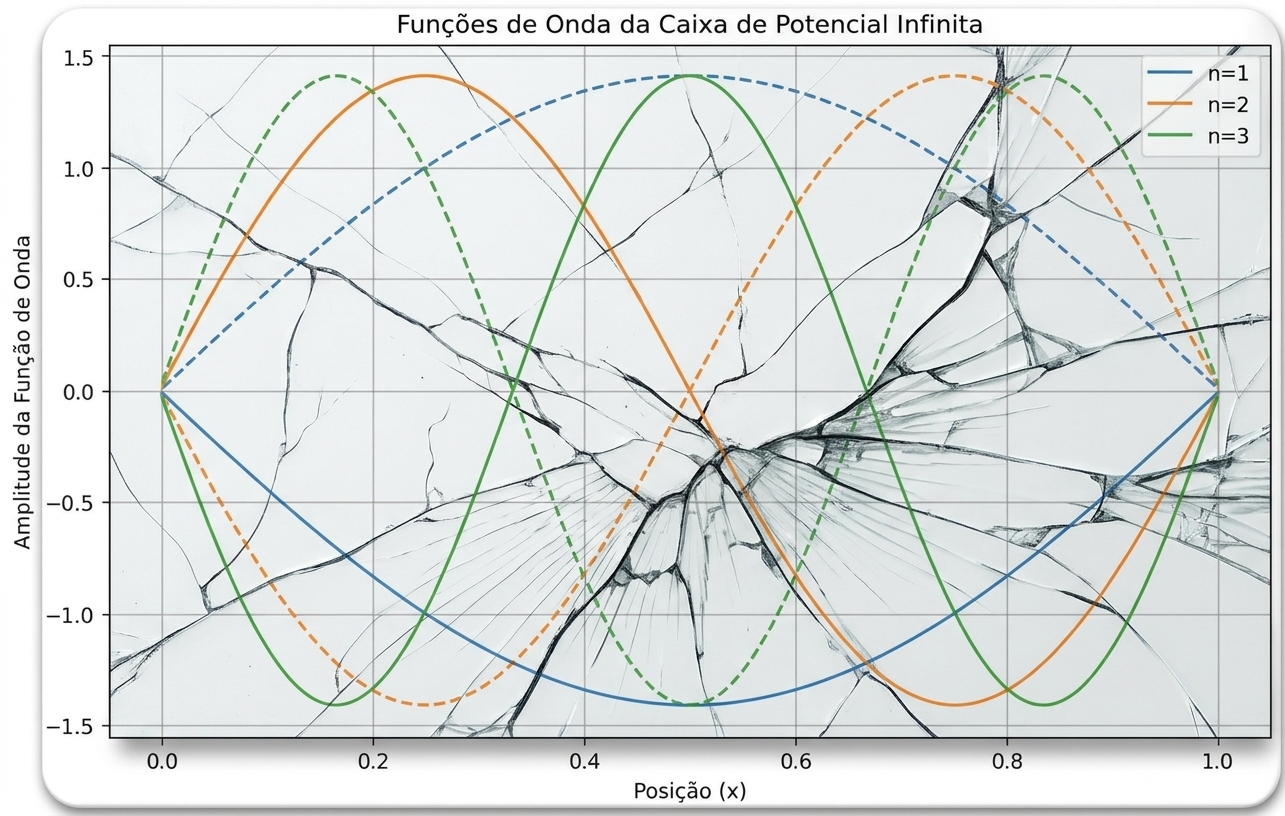 Funções de Onda da Caixa de Potencial Infinita
n=1
n=2
n=3
Amplitude da Função de Onda
1.5
1.0
0.5
0.0
−0.5
−1.0
−1.5
0.0 0.2 0.4 0.6 0.8 1.0
Posição (x)